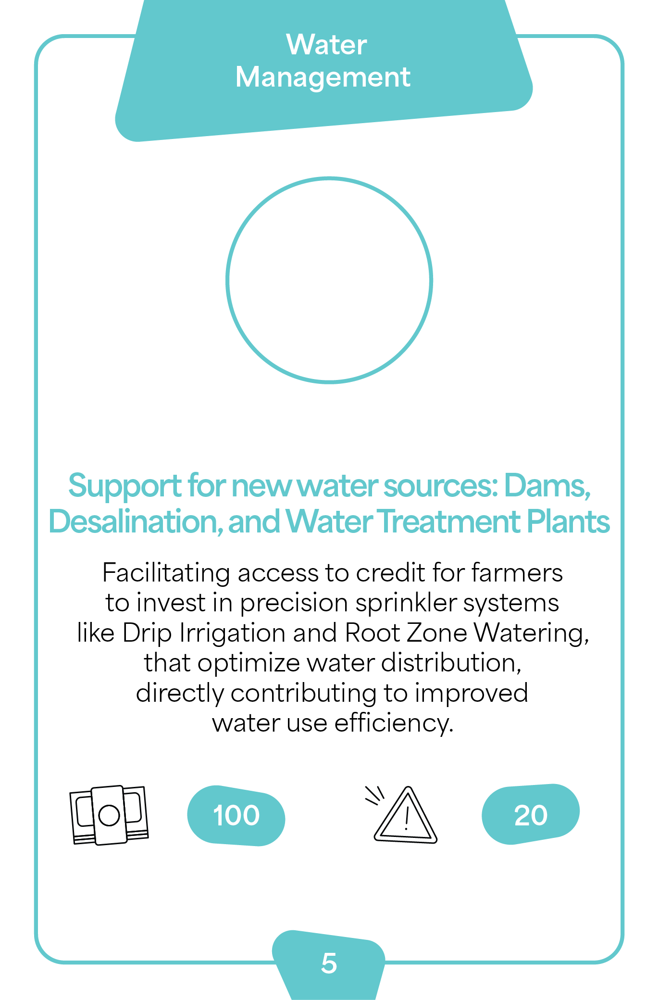 Water
Management
Support for new water sources: Dams,
Desalination, and Water Treatment Plants
Facilitating access to credit for farmers
to invest in precision sprinkler systems
like Drip Irrigation and Root Zone Watering,
that optimize water distribution,
directly contributing to improved
water use efficiency.
100
20
5